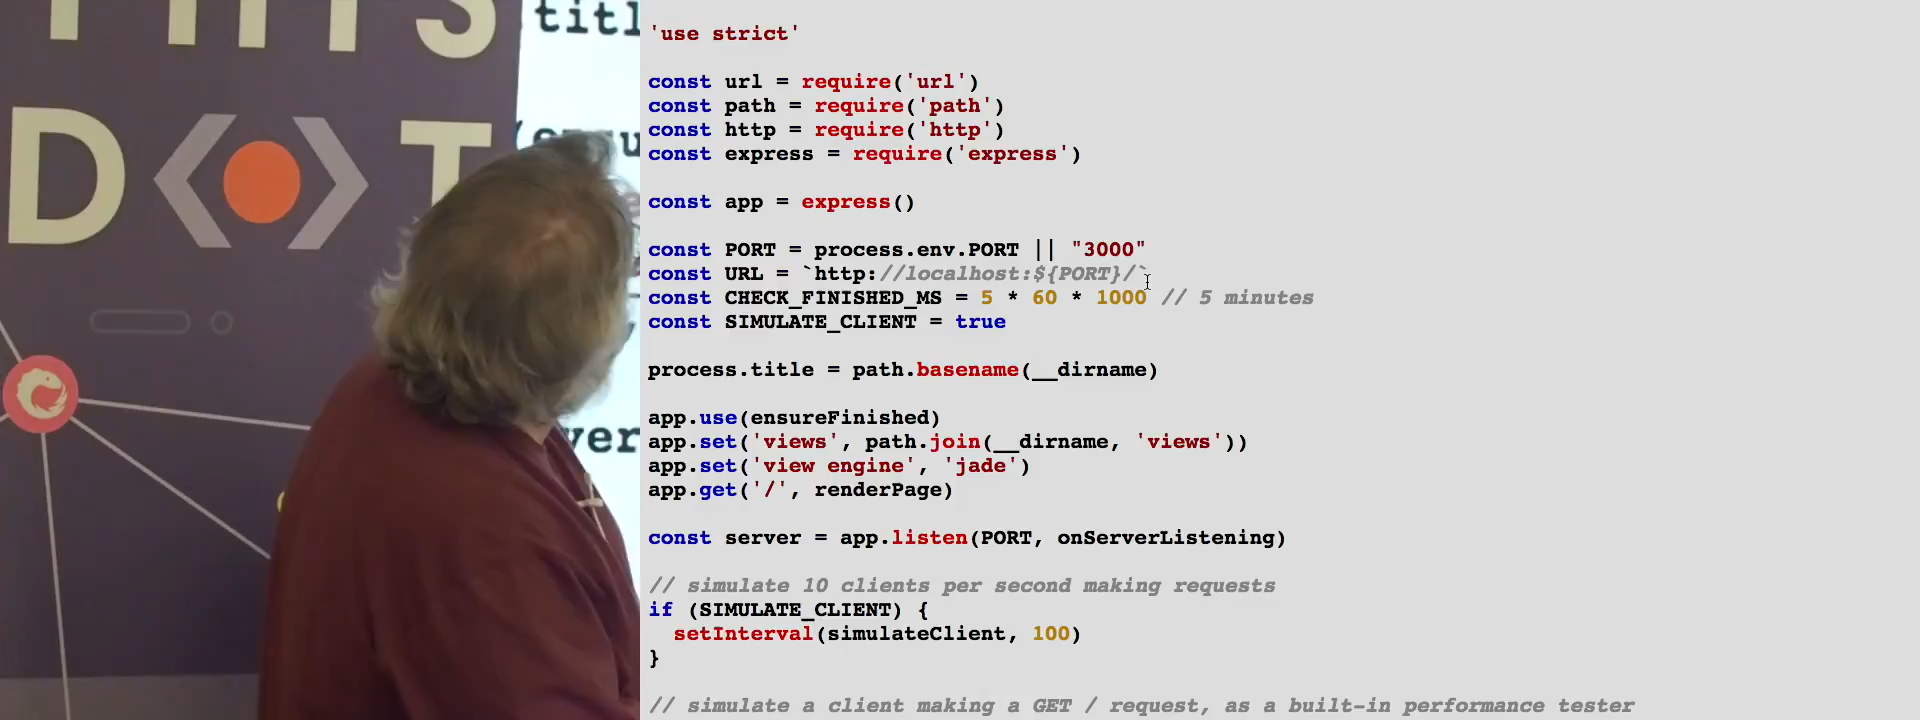 D T
titl
ver
'use strict'
const url = require('url')
const path = require('path')
const http = require('http')
const express = require('express')
const app = express()
const PORT = process.env.PORT || "3000"
const URL = `http://localhost:${PORT}/`
const CHECK_FINISHED_MS = 5 * 60 * 1000 // 5 minutes
const SIMULATE_CLIENT = true
process.title = path.basename(__dirname)
app.use(ensureFinished)
app.set('views', path.join(__dirname, 'views'))
app.set('view engine', 'jade')
app.get('/', renderPage)
const server = app.listen(PORT, onServerListening)
// simulate 10 clients per second making requests
if (SIMULATE_CLIENT) {
  setInterval(simulateClient, 100)
}
// simulate a client making a GET / request, as a built-in performance tester